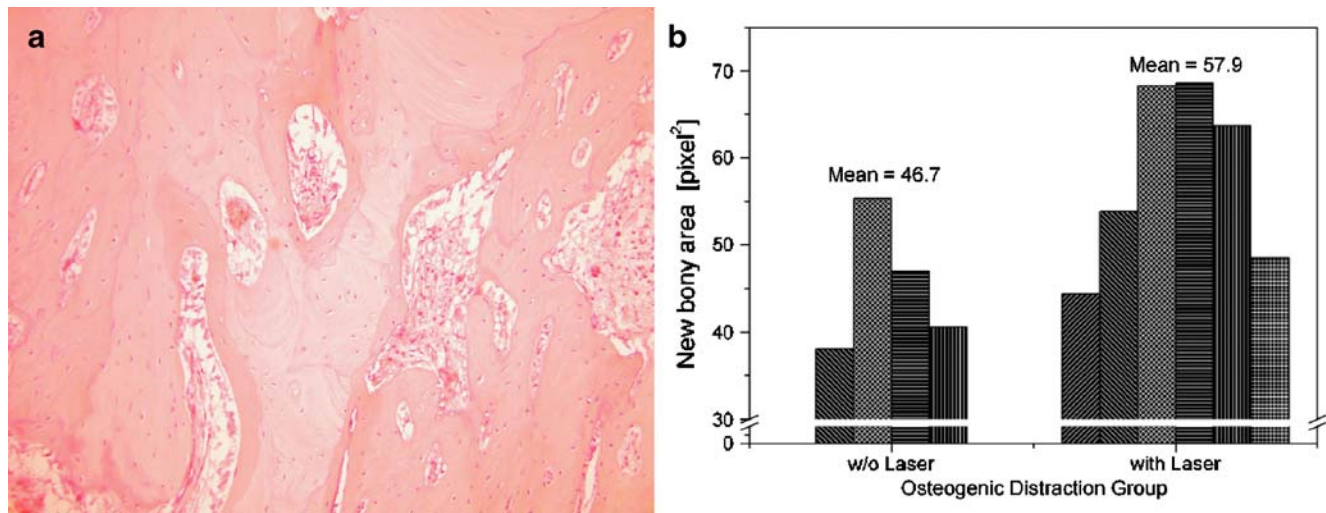 a
b
Mean = 57.9
Mean = 46.7
New bony area [pixel²]
70
60
50
40
30
0
w/o Laser
with Laser
Osteogenic Distraction Group